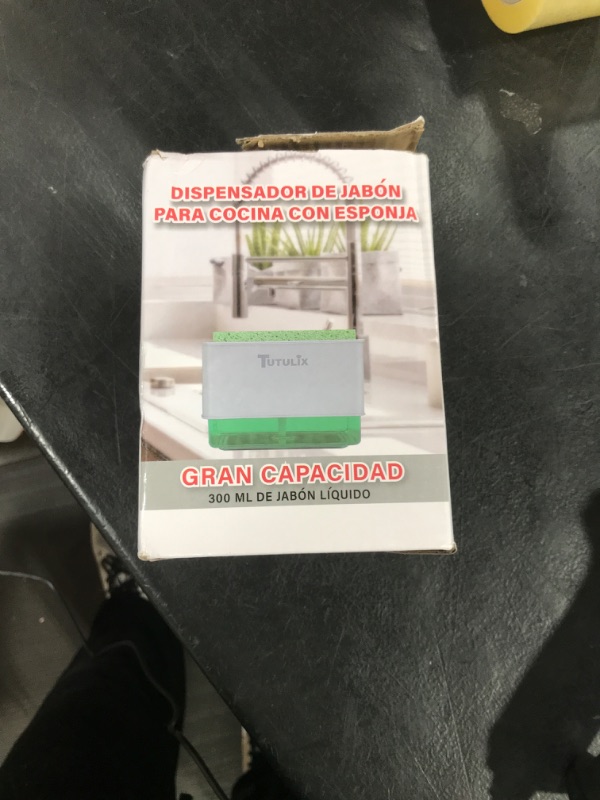 DISPENSADOR DE JABÓN
PARA COCINA CON ESPONJA
TUTULIX
GRAN CAPACIDAD
300 ML DE JABÓN LÍQUIDO